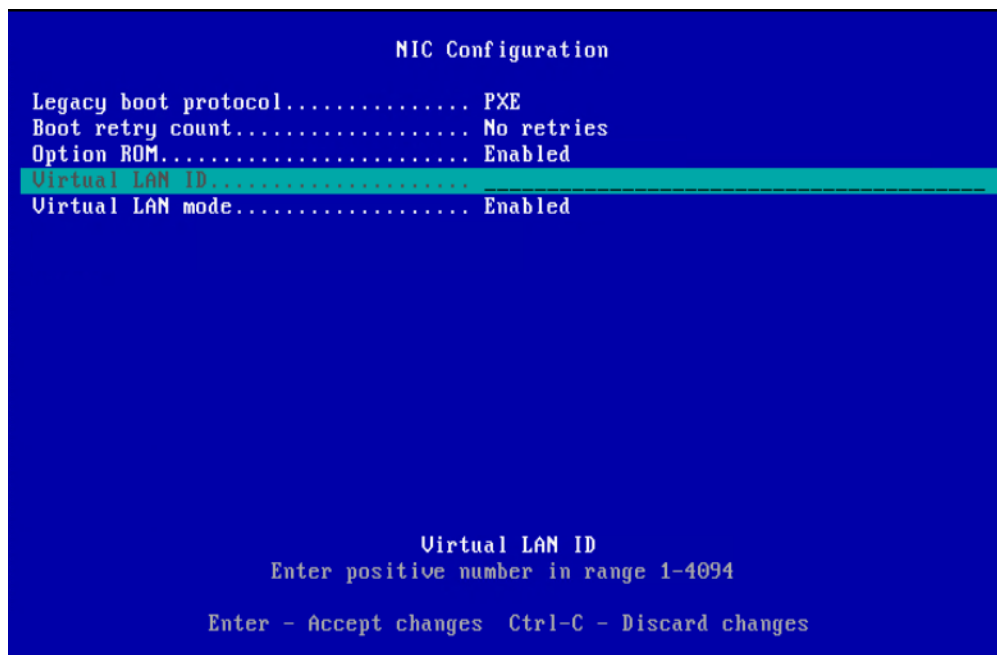 NIC Configuration
Legacy boot protocol............... PXE
Boot retry count................... No retries
Option ROM......................... Enabled
Virtual LAN ID..................... ________________________________________
Virtual LAN mode................... Enabled
Virtual LAN ID
Enter positive number in range 1-4094
Enter - Accept changes  Ctrl-C - Discard changes